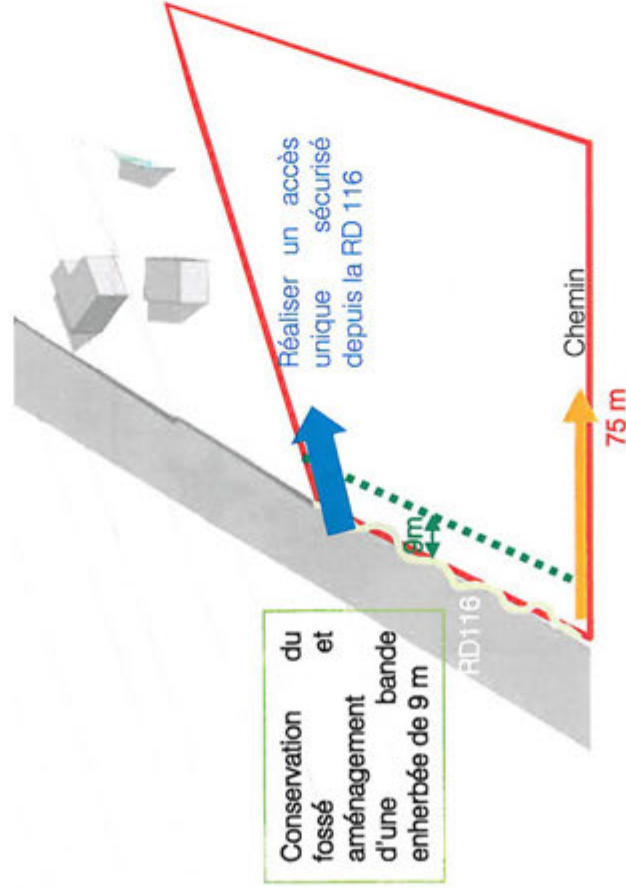 Conservation du
fossé et
aménagement
d'une bande
enherbée de 9 m
RD116
9m
Réaliser un accès
unique sécurisé
depuis la RD 116
Chemin
75 m